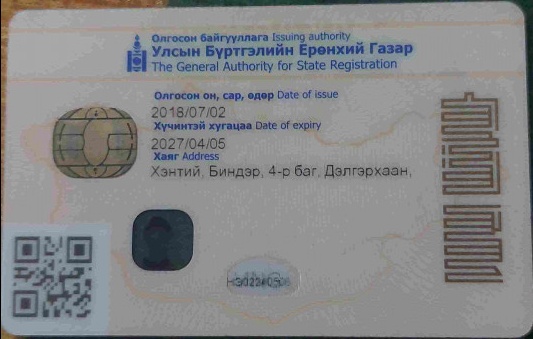 Олгосон байгууллага Issuing authority
Улсын Бүртгэлийн Ерөнхий Газар
The General Authority for State Registration
Олгосон он, сар, өдөр Date of issue
2018/07/02
Хүчинтэй хугацаа Date of expiry
2027/04/05
Хаяг Address
Хэнтий, Биндэр, 4-р баг, Дэлгэрхаан,